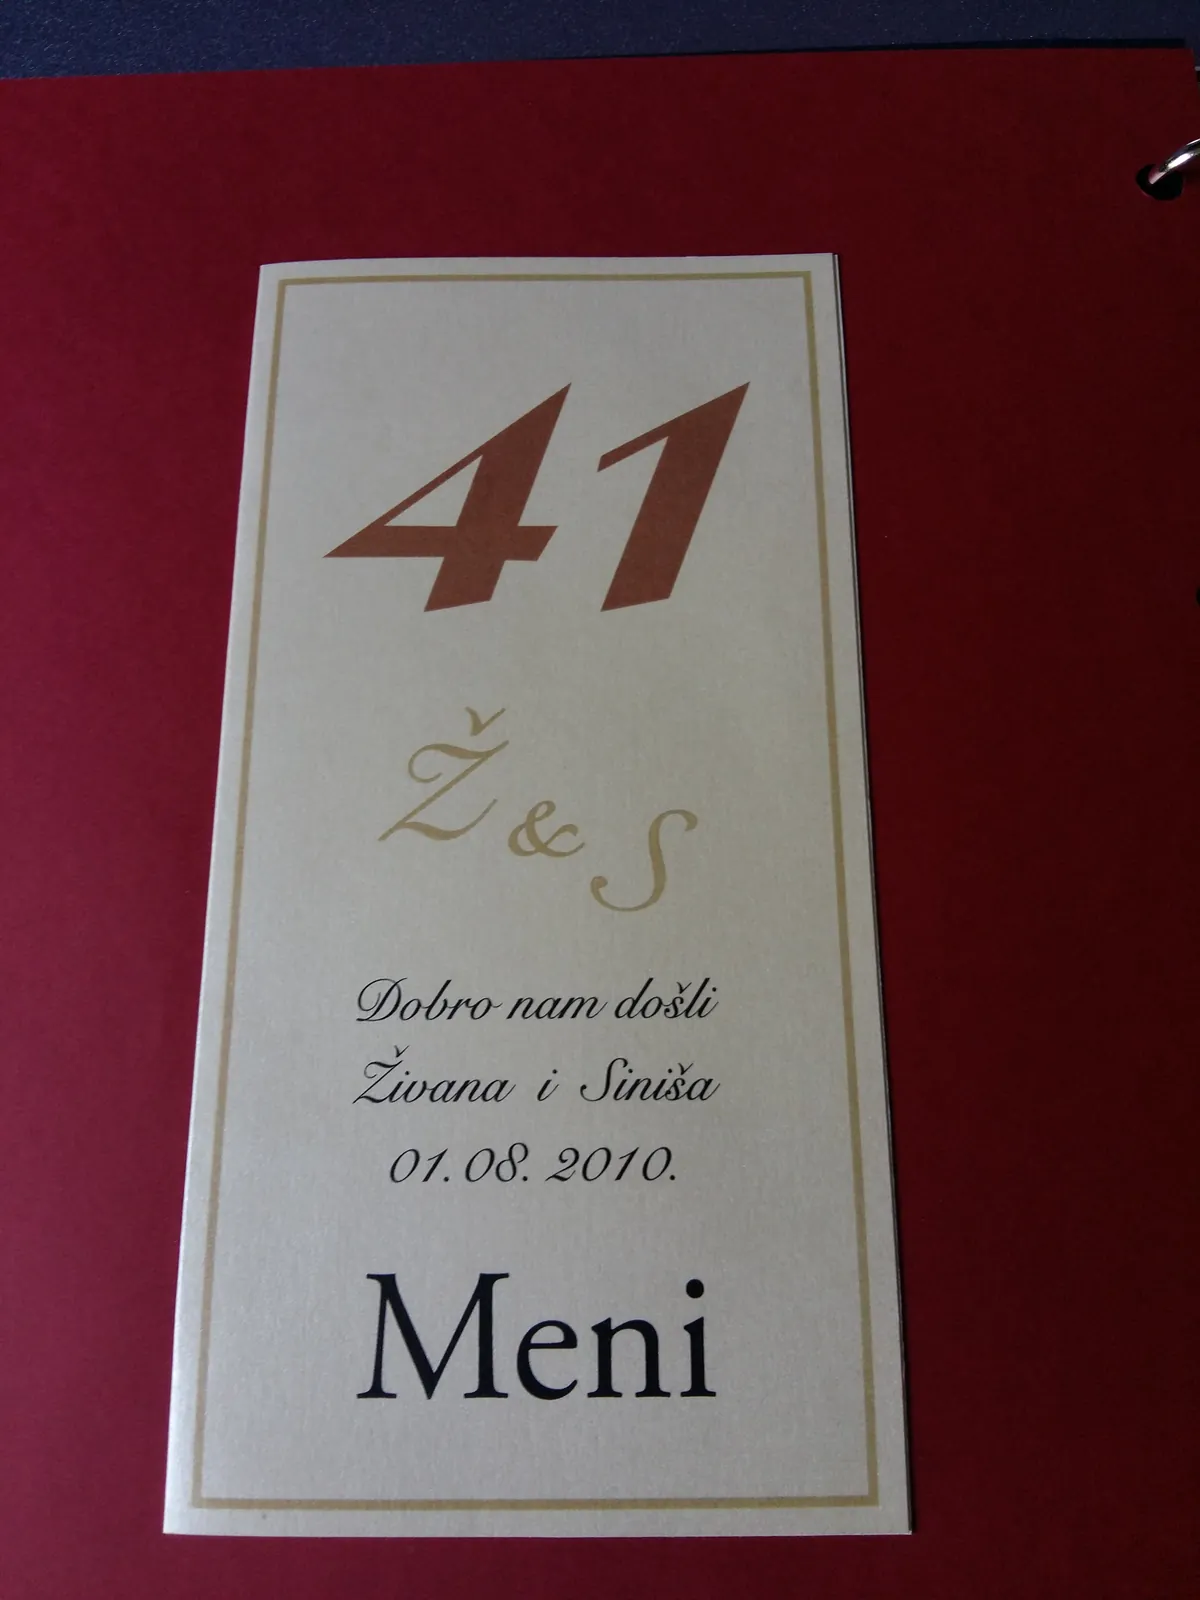 41
Ž & S
Dobro nam došli
Živana i Siniša
01.08.2010.
Meni